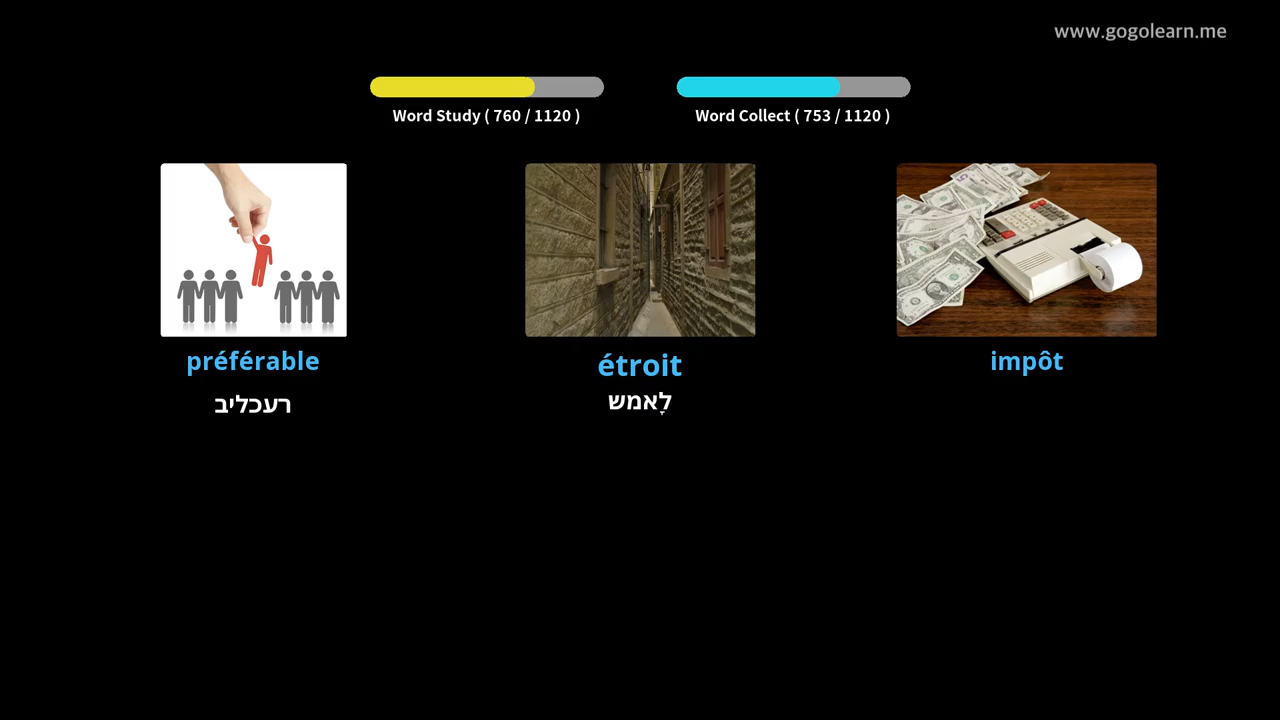 www.gogolearn.me
Word Study ( 760 / 1120 )
Word Collect ( 753 / 1120 )
préférable
étroit
impôt
רעכליב
לָאמש